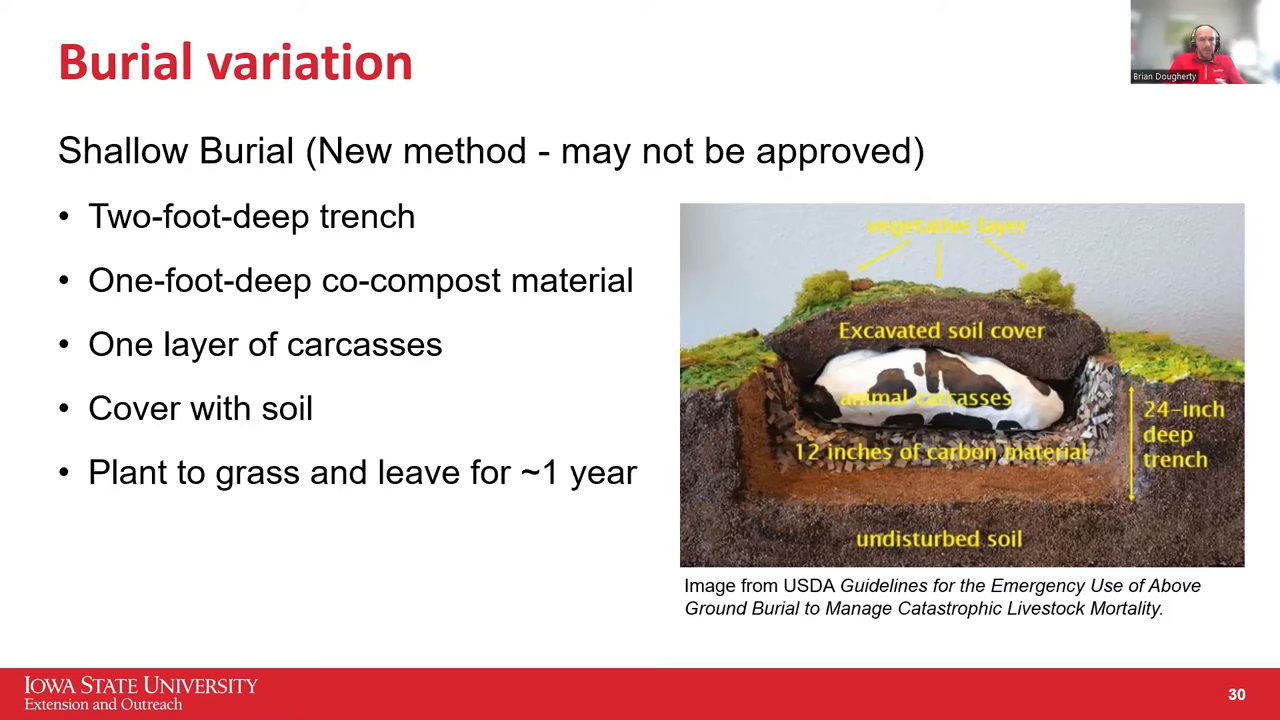 Burial variation
Brian Dougherty
Shallow Burial (New method - may not be approved)
• Two-foot-deep trench
• One-foot-deep co-compost material
• One layer of carcasses
• Cover with soil
• Plant to grass and leave for ~1 year
vegetative layer
Excavated soil cover
animal carcasses
12 inches of carbon material
24-inch
deep
trench
undisturbed soil
Image from USDA Guidelines for the Emergency Use of Above
Ground Burial to Manage Catastrophic Livestock Mortality.
IOWA STATE UNIVERSITY
Extension and Outreach
30